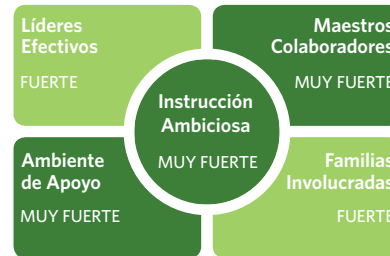 Líderes
Efectivos
FUERTE
Maestros
Colaboradores
MUY FUERTE
Instrucción
Ambiciosa
MUY FUERTE
Ambiente
de Apoyo
MUY FUERTE
Familias
Involucradas
FUERTE